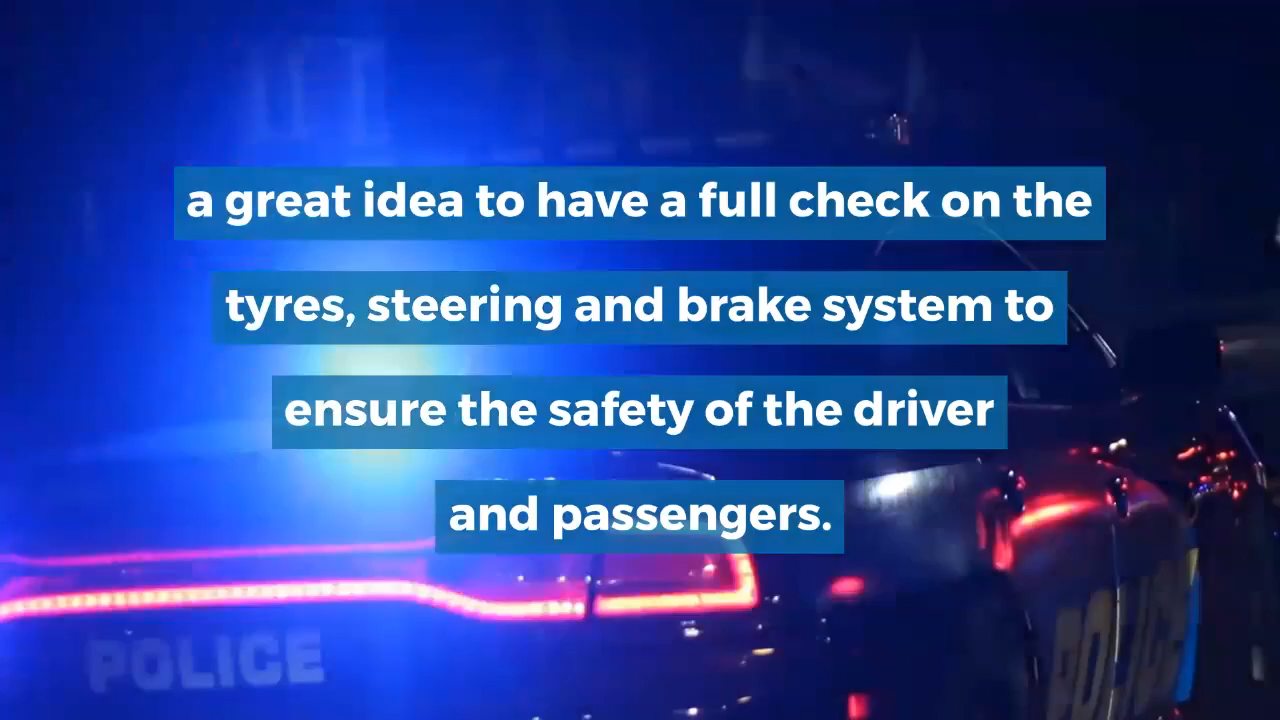 a great idea to have a full check on the
tyres, steering and brake system to
ensure the safety of the driver
and passengers.
POLICE
POLICE